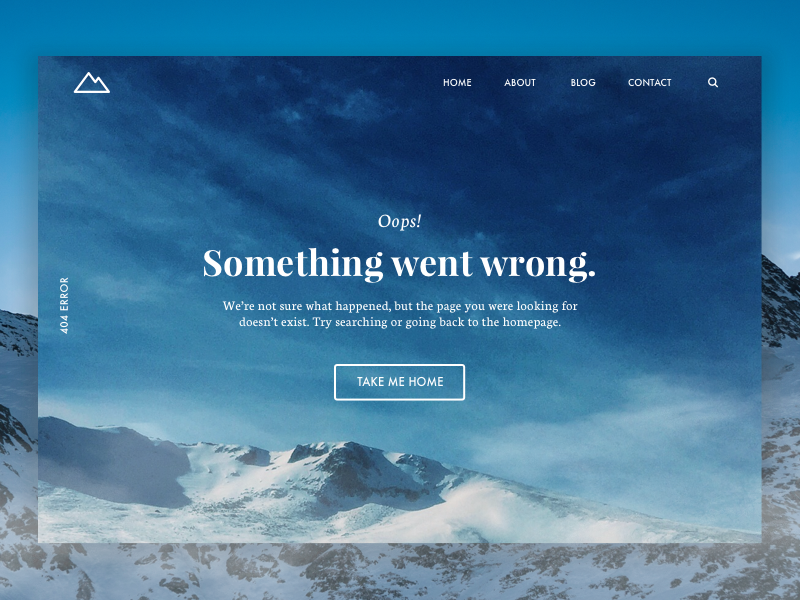 HOME ABOUT BLOG CONTACT
Oops!
Something went wrong.
404 ERROR
We’re not sure what happened, but the page you were looking for
doesn’t exist. Try searching or going back to the homepage.
TAKE ME HOME